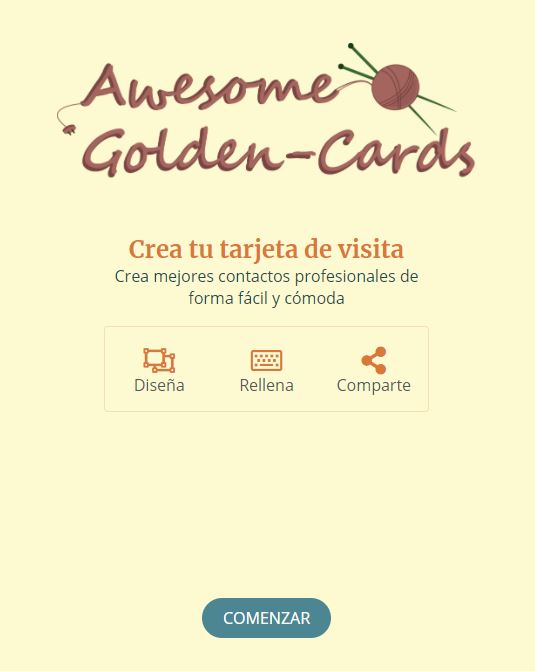 Awesome
Golden-Cards
Crea tu tarjeta de visita
Crea mejores contactos profesionales de
forma fácil y cómoda
Diseña Rellena Comparte
COMENZAR